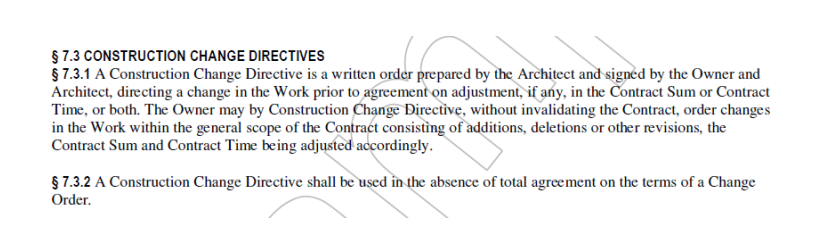 § 7.3 CONSTRUCTION CHANGE DIRECTIVES
§ 7.3.1 A Construction Change Directive is a written order prepared by the Architect and signed by the Owner and
Architect, directing a change in the Work prior to agreement on adjustment, if any, in the Contract Sum or Contract
Time, or both. The Owner may by Construction Change Directive, without invalidating the Contract, order changes
in the Work within the general scope of the Contract consisting of additions, deletions or other revisions, the
Contract Sum and Contract Time being adjusted accordingly.
§ 7.3.2 A Construction Change Directive shall be used in the absence of total agreement on the terms of a Change
Order.